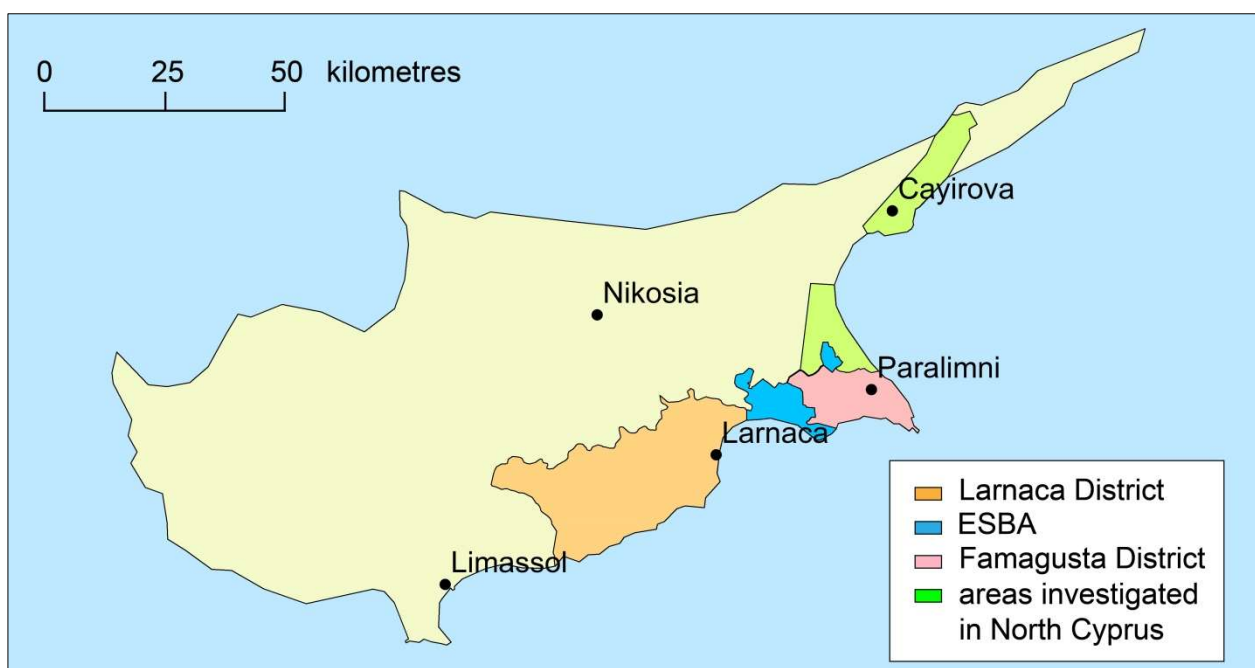 0 25 50 kilometres
Cayirova
Nikosia
Paralimni
Larnaca
Limassol
Larnaca District
ESBA
Famagusta District
areas investigated
in North Cyprus